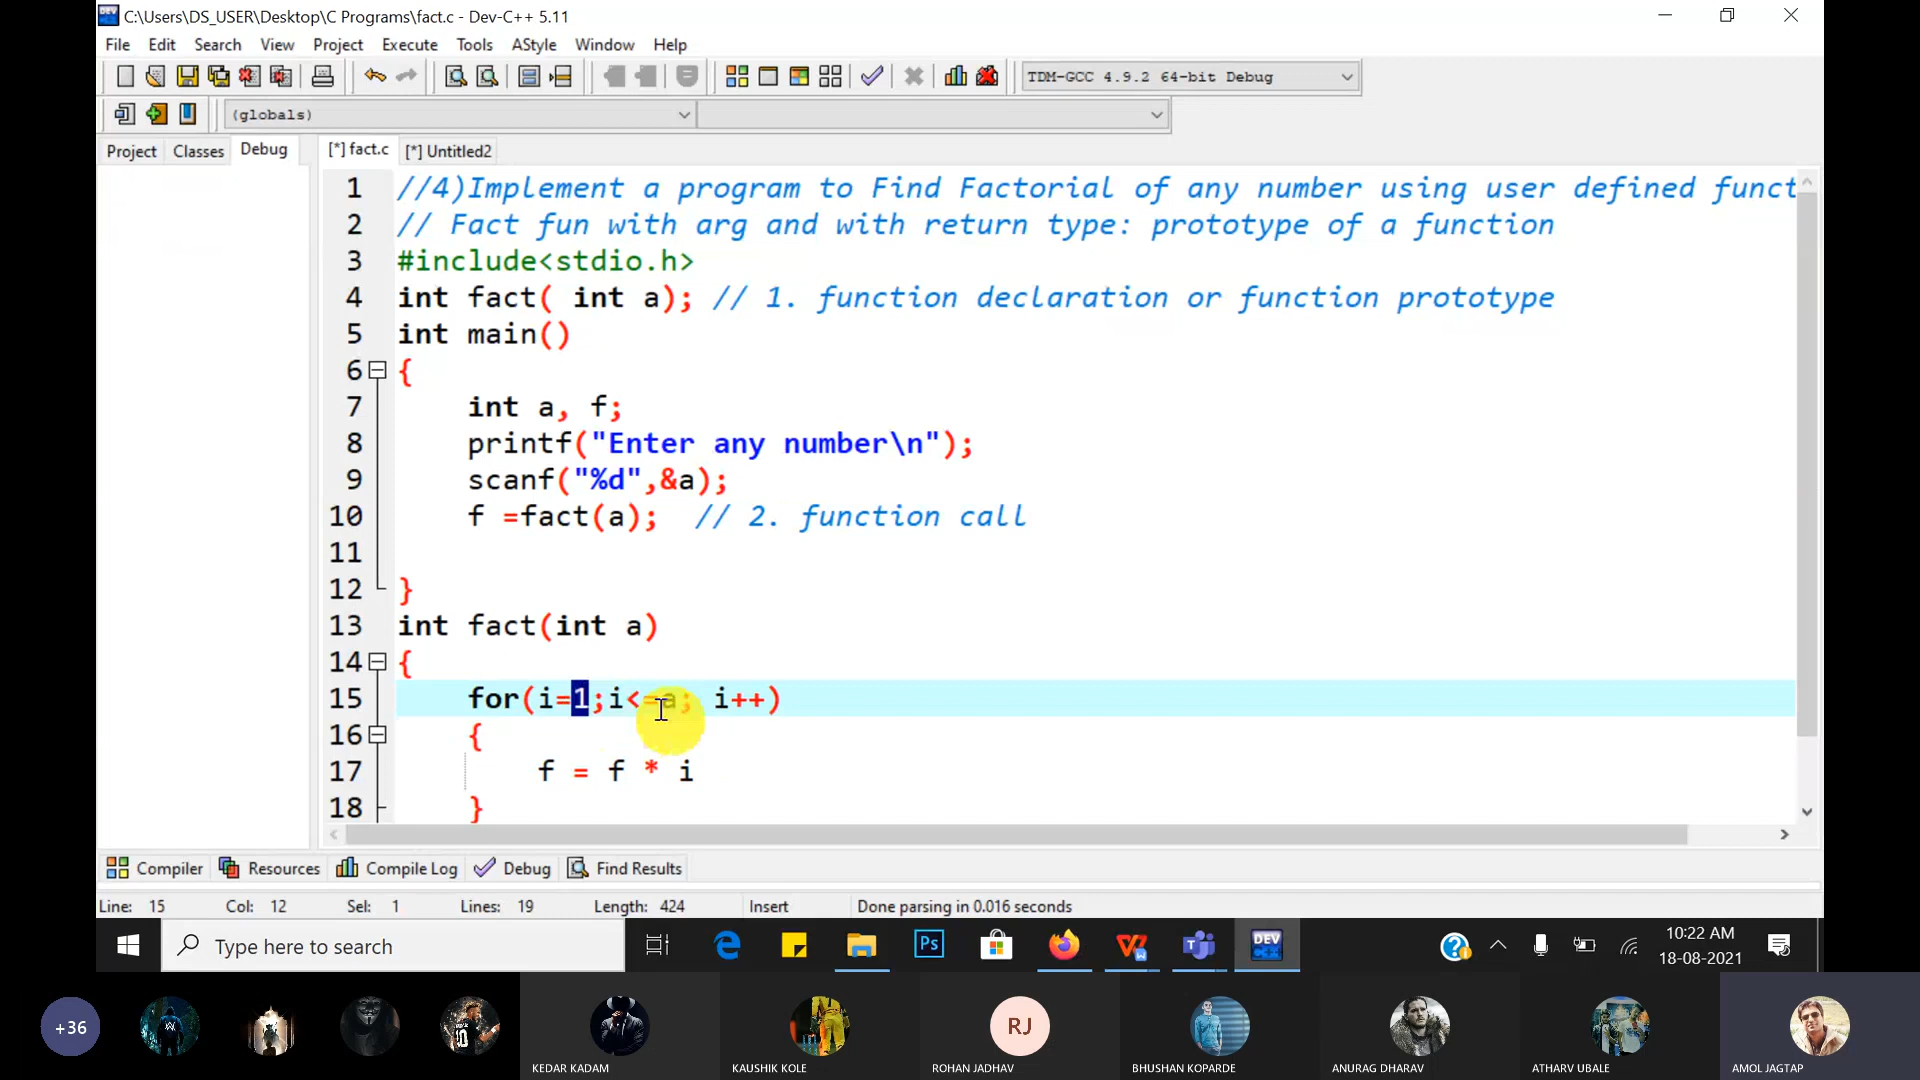 C:\Users\DS_USER\Desktop\C Programs\fact.c - Dev-C++ 5.11
File Edit Search View Project Execute Tools AStyle Window Help
TDM-GCC 4.9.2 64-bit Debug
(globals)
Project Classes Debug [*] fact.c [*] Untitled2
1 //4)Implement a program to Find Factorial of any number using user defined funct
2 // Fact fun with arg and with return type: prototype of a function
3 #include<stdio.h>
4 int fact( int a); // 1. function declaration or function prototype
5 int main()
6 {
7 int a, f;
8 printf("Enter any number\n");
9 scanf("%d",&a);
10 f =fact(a); // 2. function call
11
12 }
13 int fact(int a)
14 {
15 for(i=1;i<=a; i++)
16 {
17 f = f * i
18 }
Compiler Resources Compile Log Debug Find Results
Line: 15 Col: 12 Sel: 1 Lines: 19 Length: 424 Insert Done parsing in 0.016 seconds
Type here to search
Ps
DEV C++
10:22 AM
18-08-2021
+36
RJ
KEDAR KADAM KAUSHIK KOLE ROHAN JADHAV BHUSHAN KOPARDE ANURAG DHARAV ATHARV UBALE AMOL JAGTAP